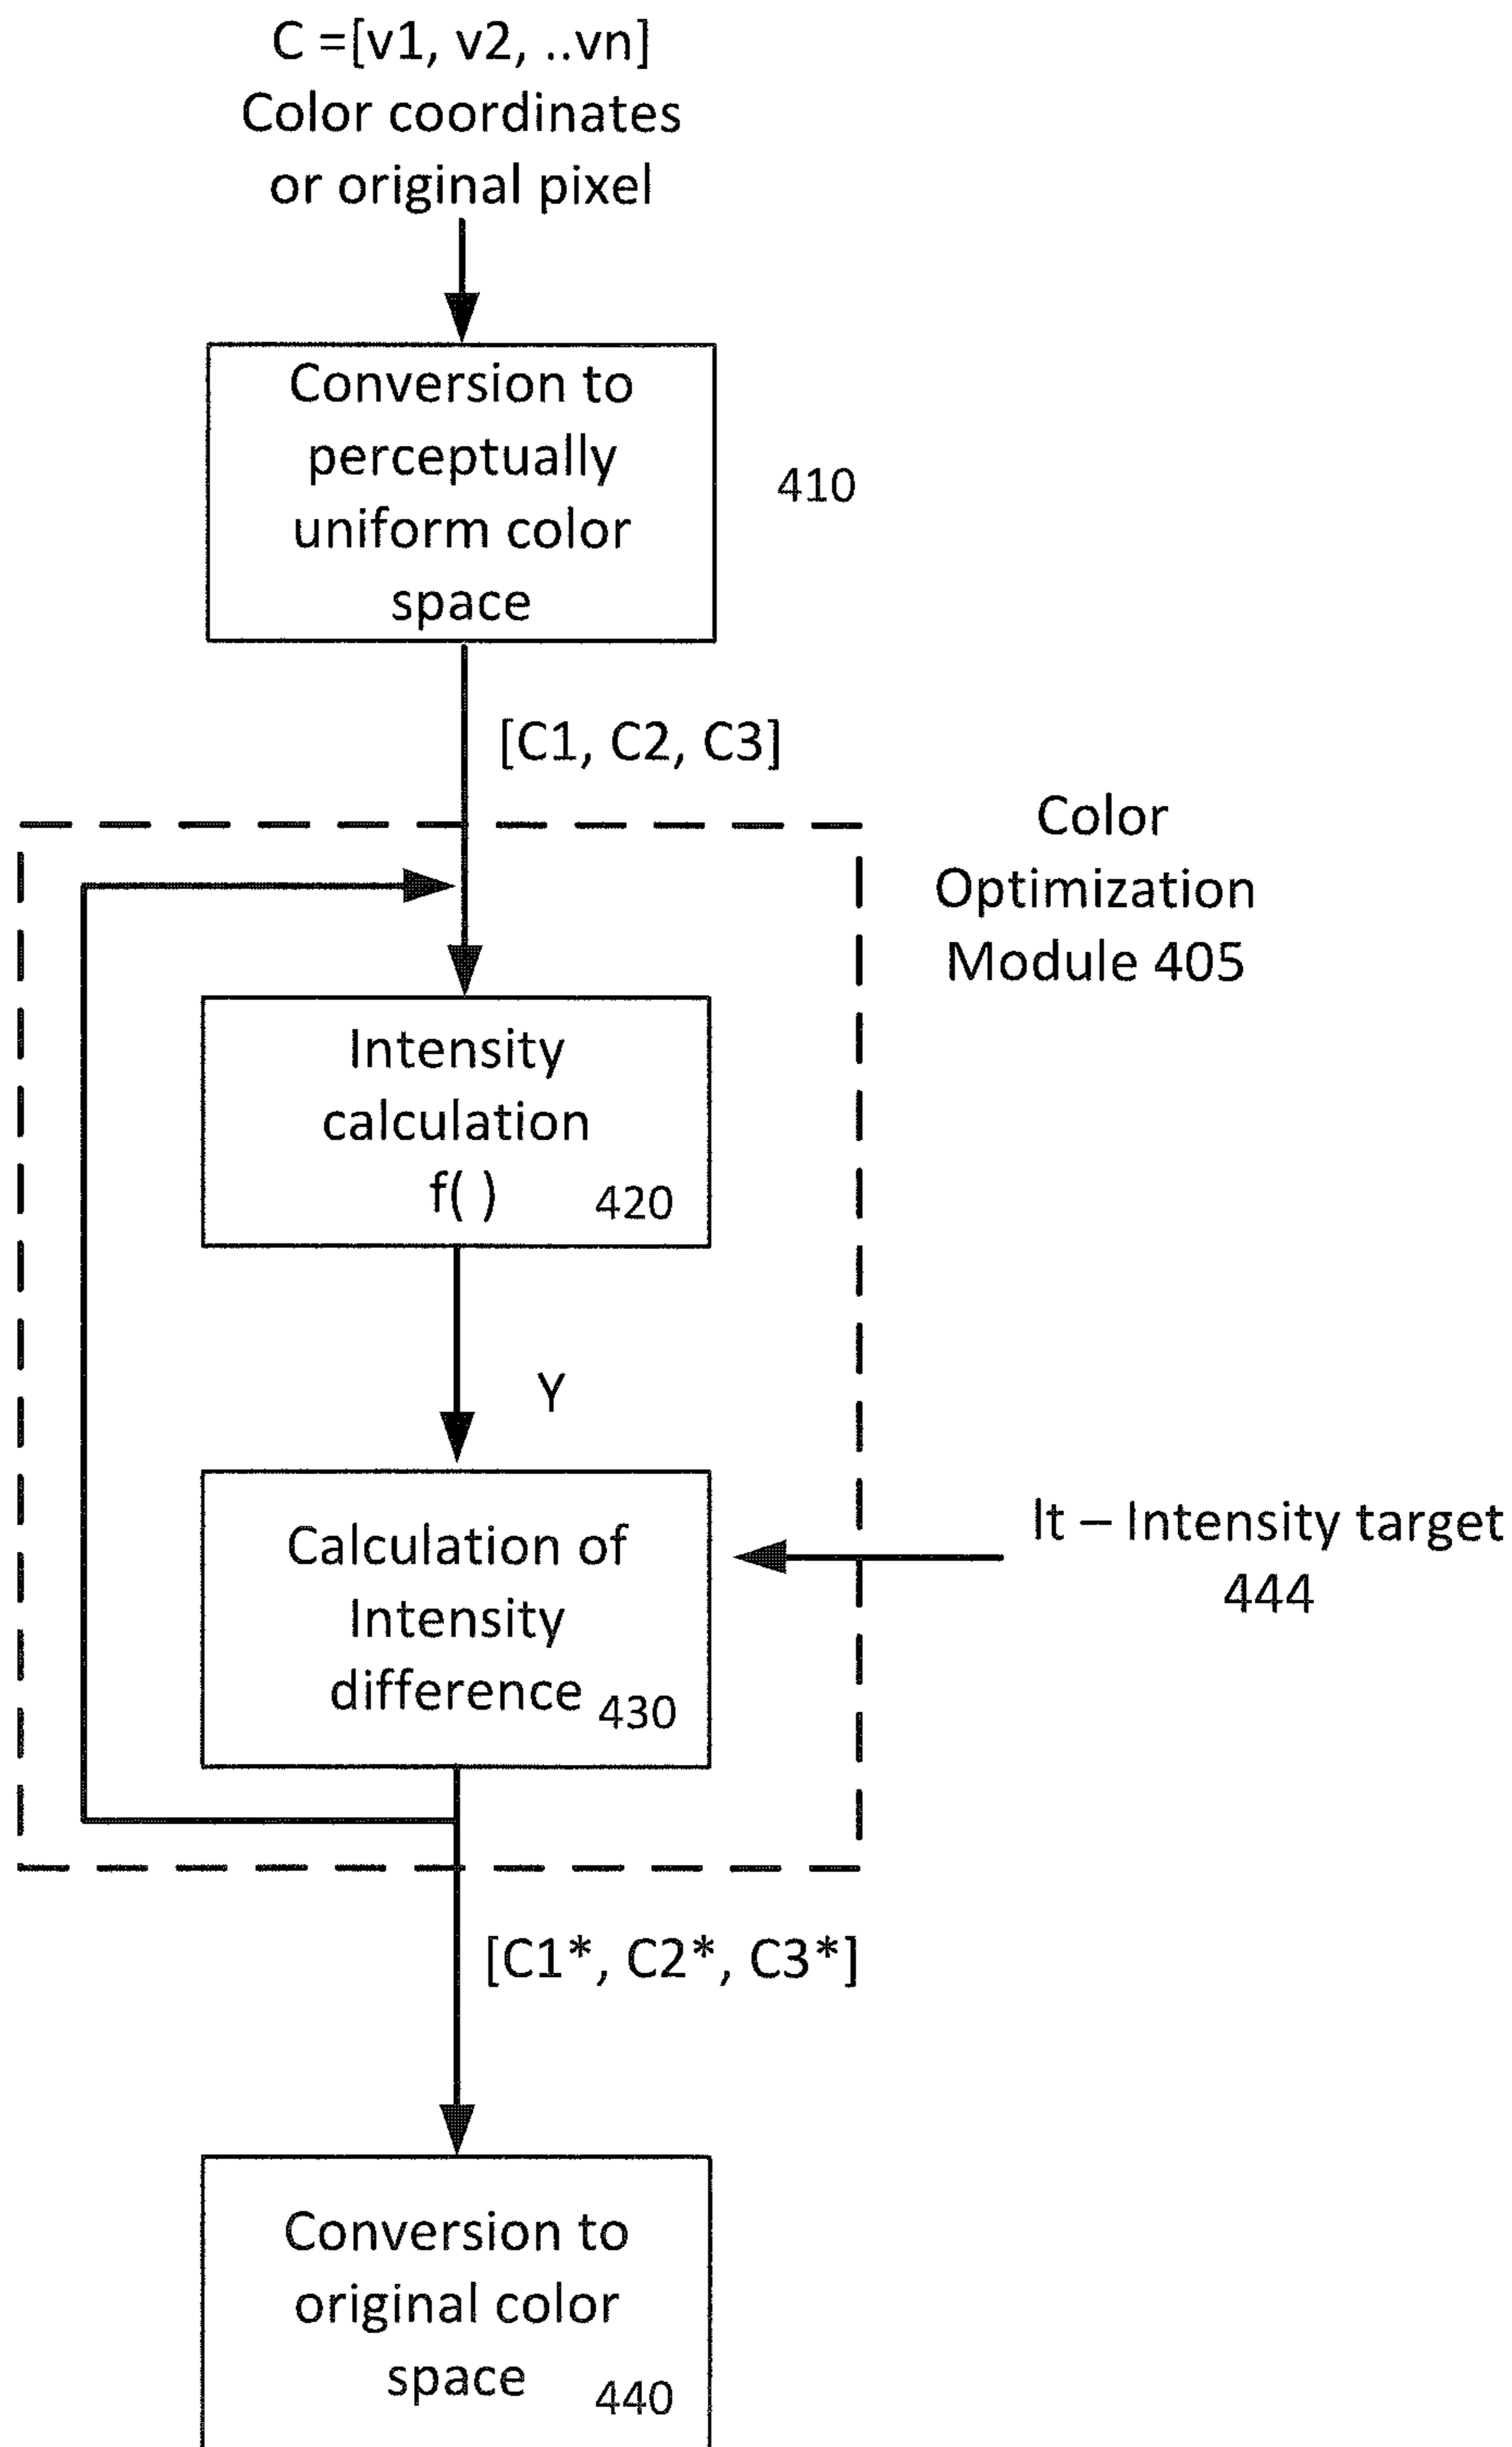 C =[v1, v2, ..vn]
Color coordinates
or original pixel
Conversion to
perceptually
uniform color
space
410
[C1, C2, C3]
Color
Optimization
Module 405
Intensity
calculation
f( ) 420
Y
Calculation of
Intensity
difference 430
It – Intensity target
444
[C1*, C2*, C3*]
Conversion to
original color
space 440